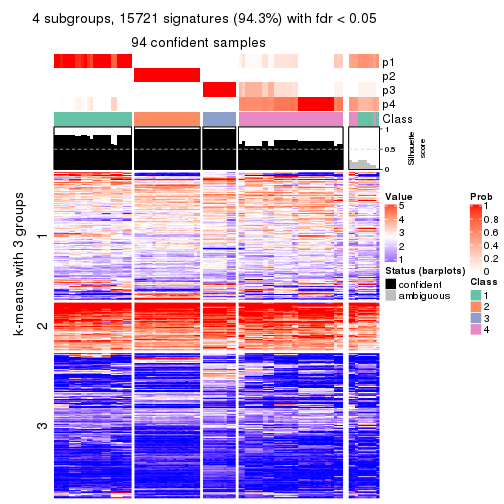 4 subgroups, 15721 signatures (94.3%) with fdr < 0.05
94 confident samples
p1
p2
p3
p4
Class
1
0.5
0
Silhouette
score
k-means with 3 groups
1
2
3
Value
5
4
3
2
1
Status (barplots)
confident
ambiguous
Prob
1
0.8
0.6
0.4
0.2
0
Class
1
2
3
4